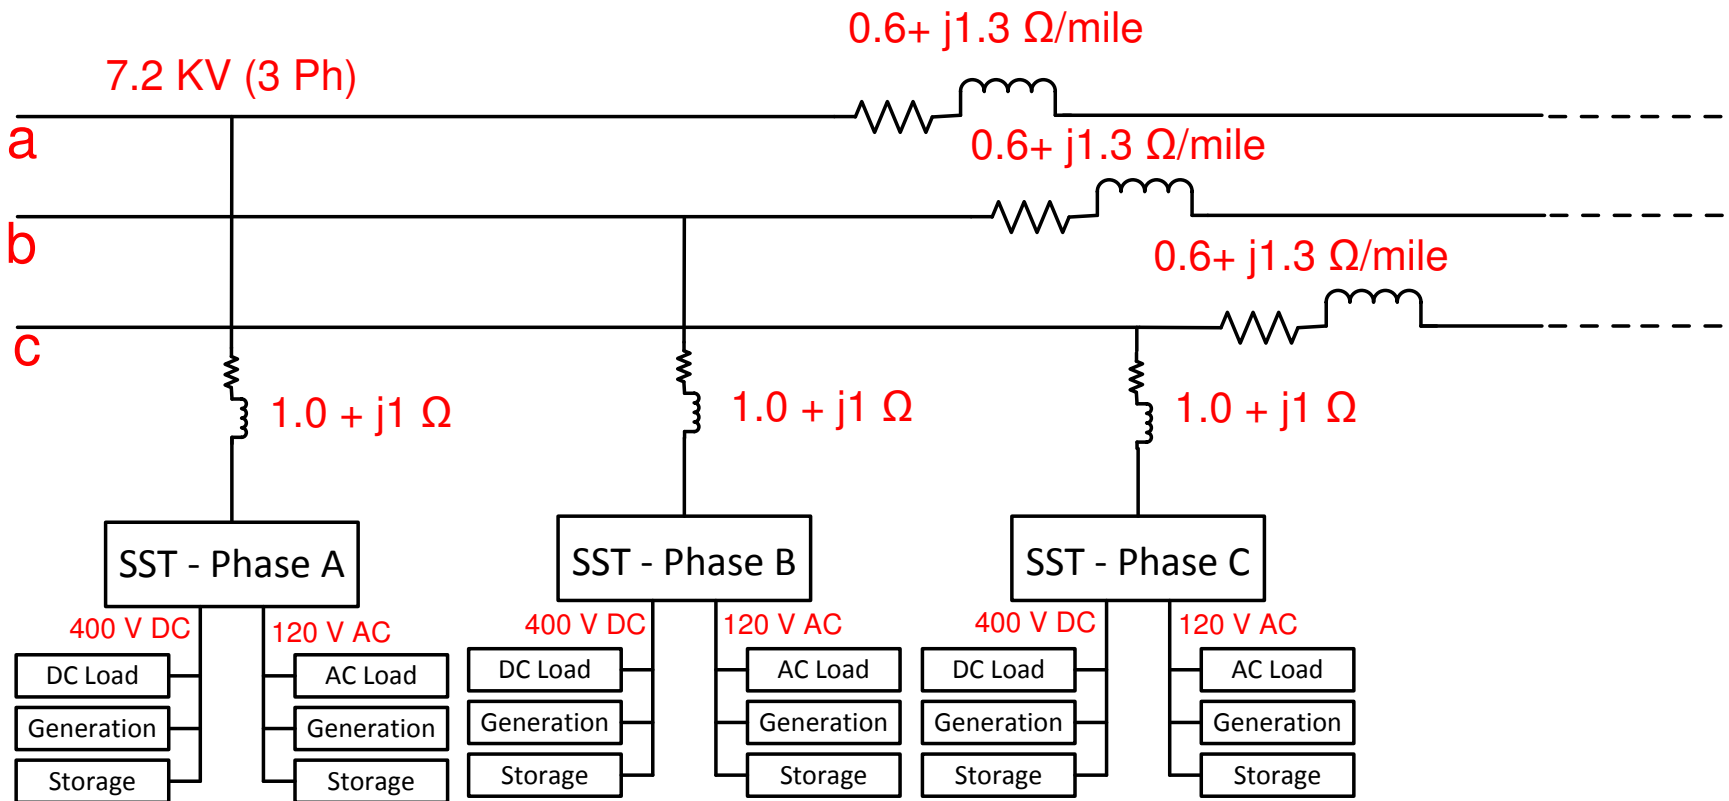 0.6+ j1.3 Ω/mile
7.2 KV (3 Ph)
a
0.6+ j1.3 Ω/mile
b
0.6+ j1.3 Ω/mile
c
1.0 + j1 Ω
1.0 + j1 Ω
1.0 + j1 Ω
SST - Phase A
SST - Phase B
SST - Phase C
400 V DC
120 V AC
400 V DC
120 V AC
400 V DC
120 V AC
DC Load
AC Load
DC Load
AC Load
DC Load
AC Load
Generation
Generation
Generation
Generation
Generation
Generation
Storage
Storage
Storage
Storage
Storage
Storage